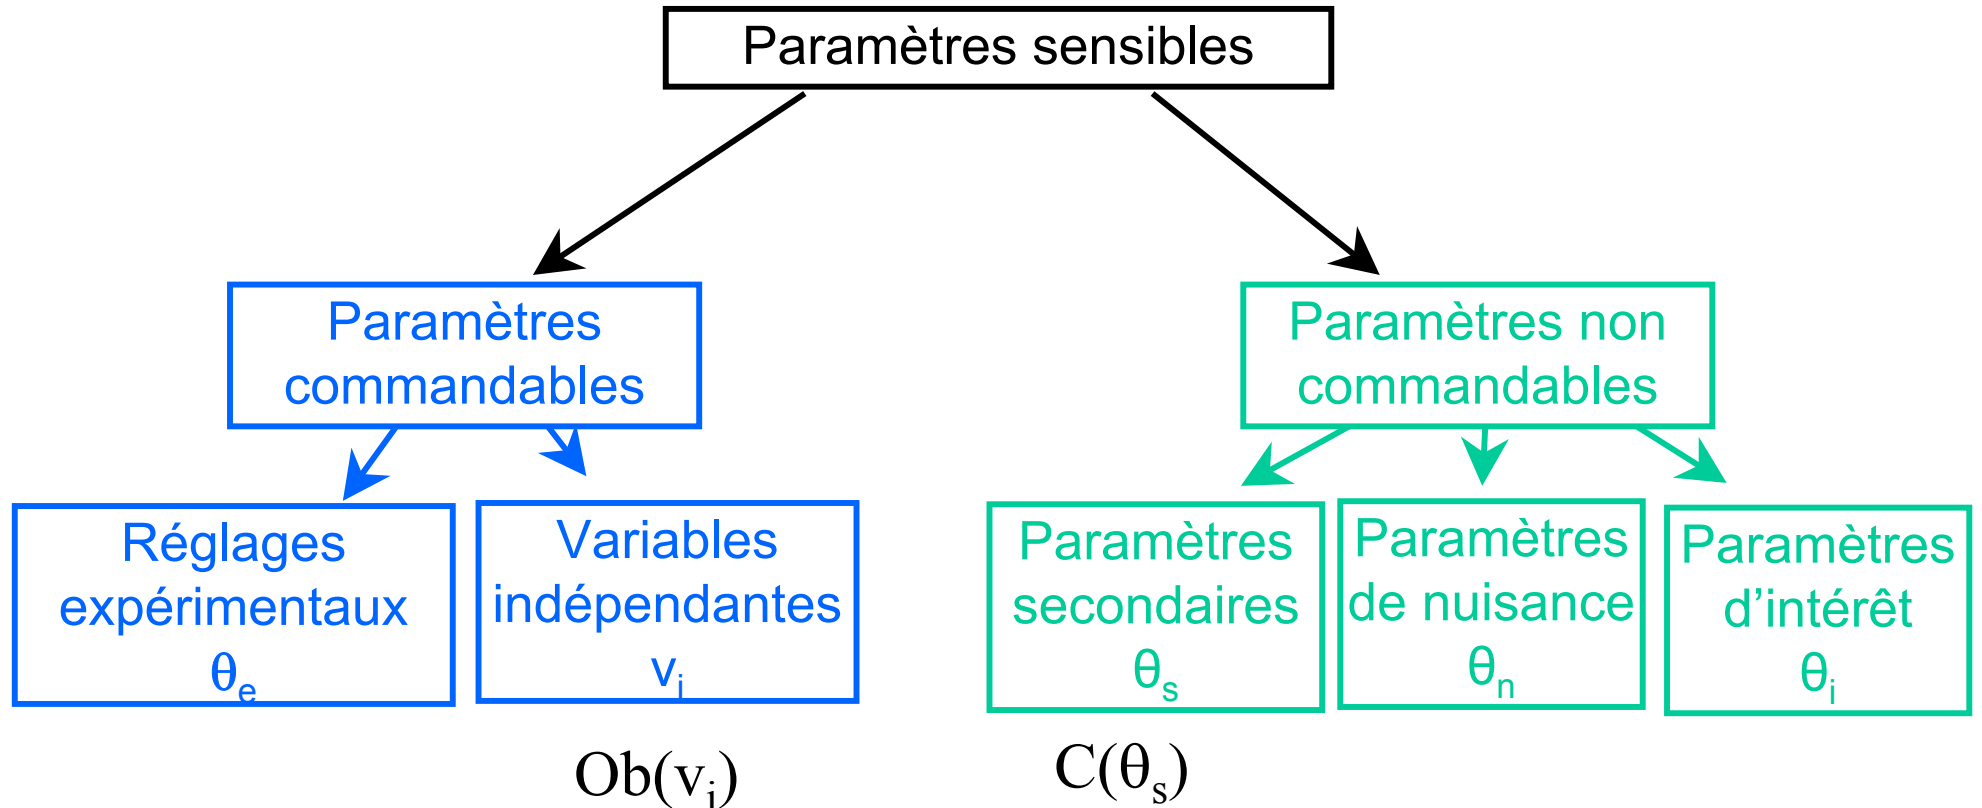 Paramètres sensibles
Paramètres
commandables
Paramètres non
commandables
Réglages
expérimentaux
θe
Variables
indépendantes
vi
Paramètres
secondaires
θs
Paramètres
de nuisance
θn
Paramètres
d’intérêt
θi
Ob(vi)
C(θs)